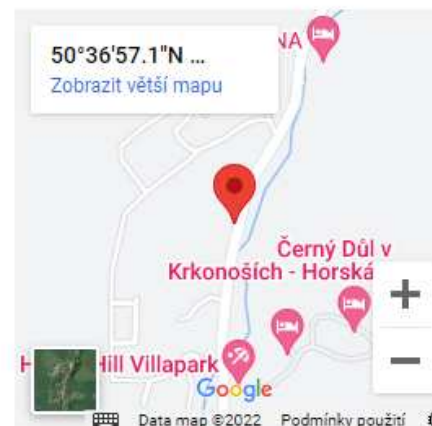 50°36'57.1"N ...
Zobrazit větší mapu
NA
Černý Důl v
Krkonoších - Horská
H
Hill Villapark
Google
Data map ©2022 Podmínky použití